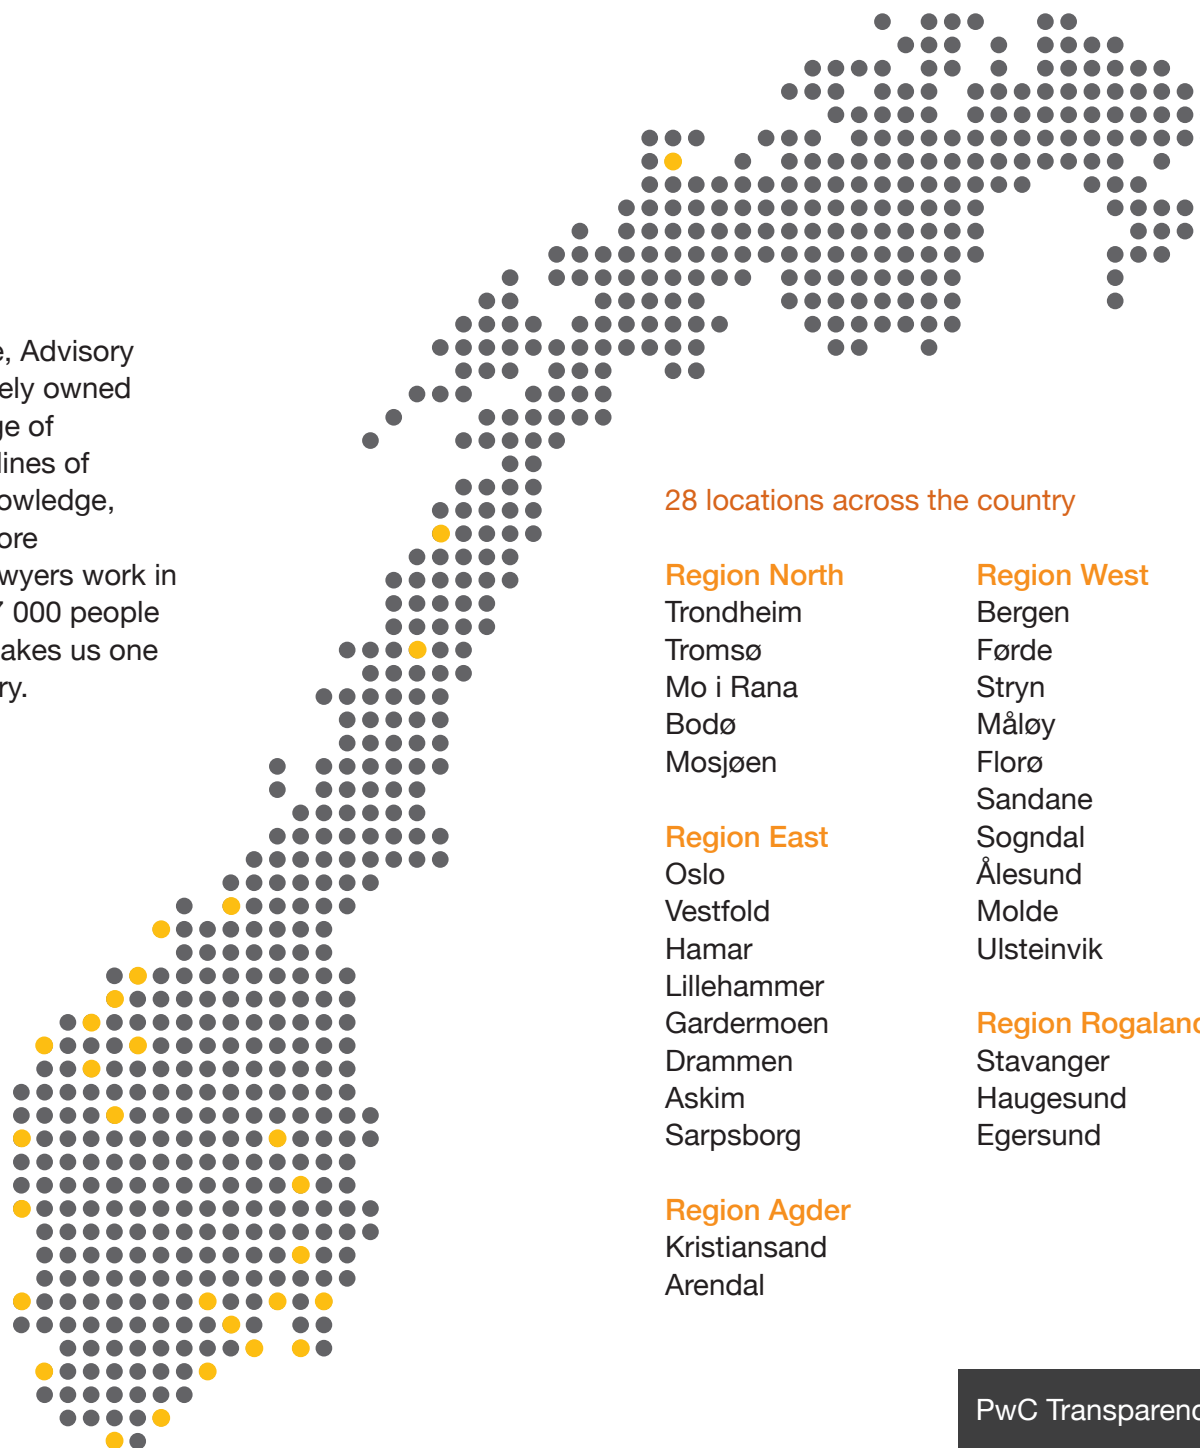 , Advisory
ely owned
ge of
lines of
owledge,
ore
wyers work in
7 000 people
akes us one
ry.
28 locations across the country
Region North
Trondheim
Tromsø
Mo i Rana
Bodø
Mosjøen
Region East
Oslo
Vestfold
Hamar
Lillehammer
Gardermoen
Drammen
Askim
Sarpsborg
Region Agder
Kristiansand
Arendal
Region West
Bergen
Førde
Stryn
Måløy
Florø
Sandane
Sogndal
Ålesund
Molde
Ulsteinvik
Region Rogaland
Stavanger
Haugesund
Egersund
PwC Transparenc